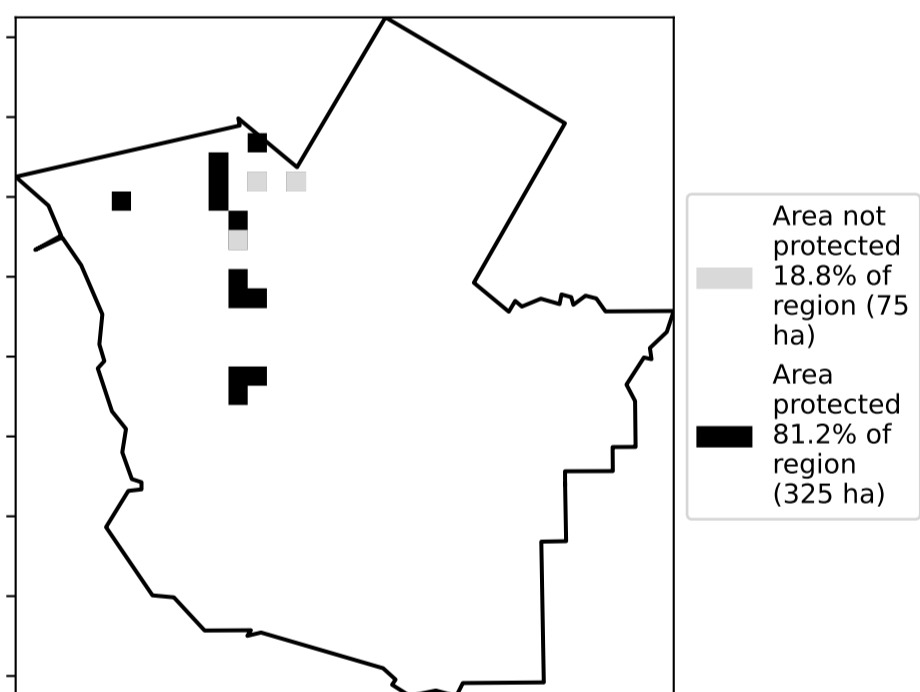 Area not
protected
18.8% of
region (75
ha)
Area
protected
81.2% of
region
(325 ha)